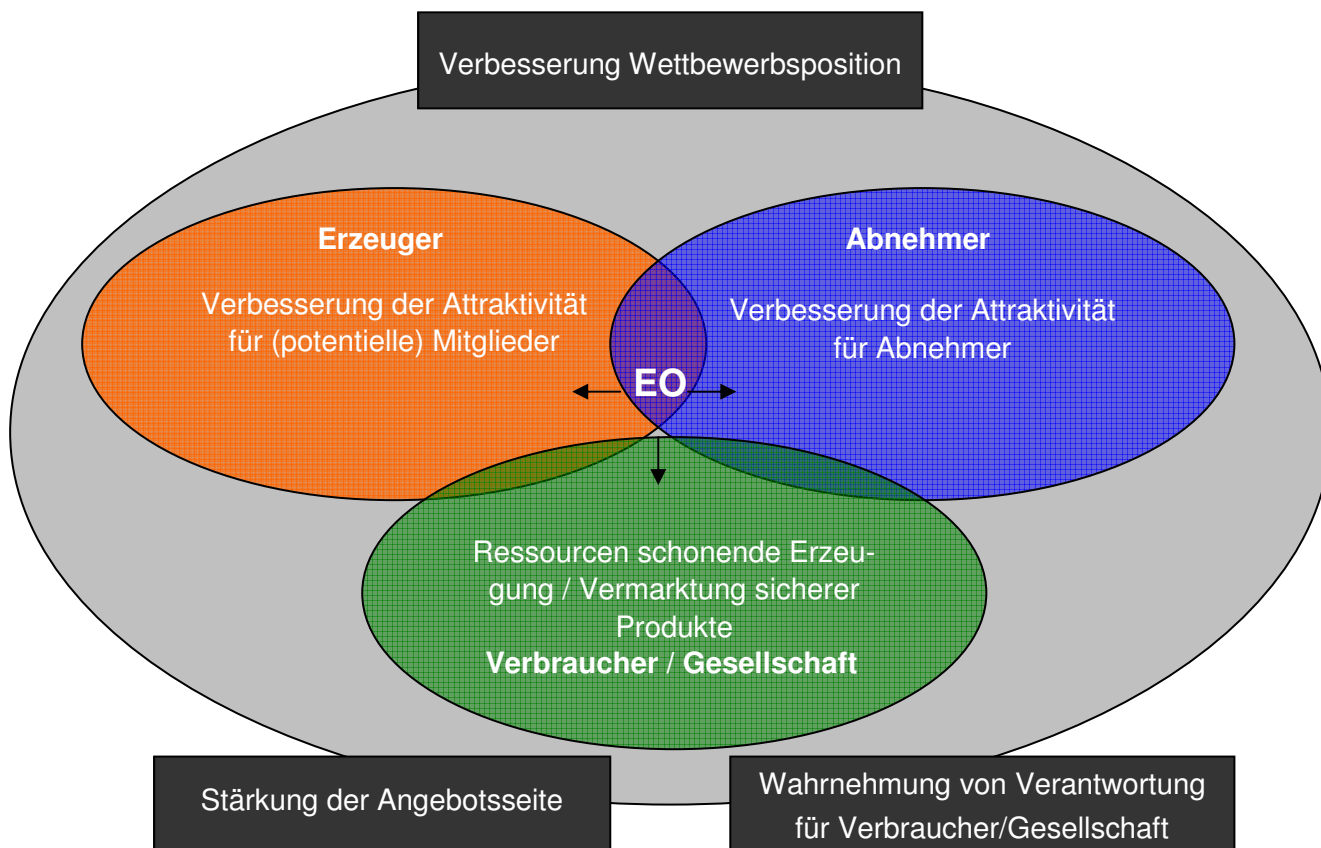 Verbesserung Wettbewerbsposition
Erzeuger
Verbesserung der Attraktivität
für (potentielle) Mitglieder
Abnehmer
Verbesserung der Attraktivität
für Abnehmer
EO
Ressourcen schonende Erzeu-
gung / Vermarktung sicherer
Produkte
Verbraucher / Gesellschaft
Stärkung der Angebotsseite
Wahrnehmung von Verantwortung
für Verbraucher/Gesellschaft